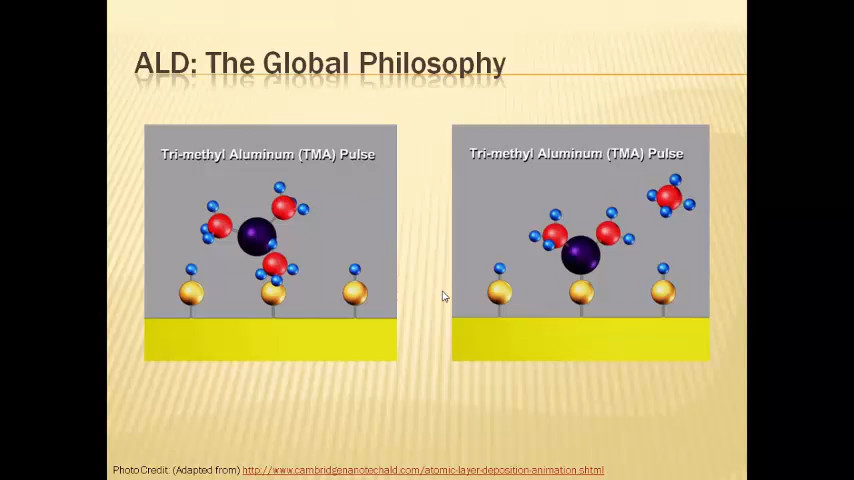 ALD: The Global Philosophy
Tri-methyl Aluminum (TMA) Pulse
Tri-methyl Aluminum (TMA) Pulse
Photo Credit: (Adapted from) http://www.cambridgenanotechald.com/atomic-layer-deposition-animation.shtml